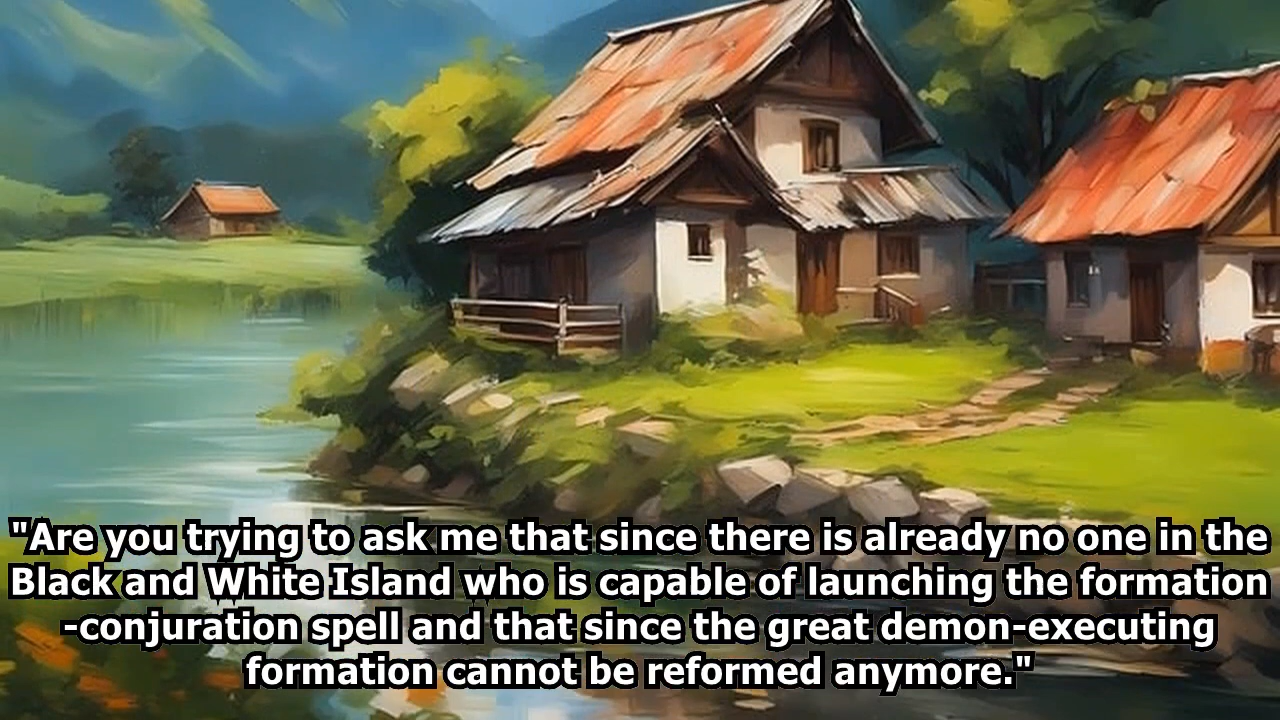 "Are you trying to ask me that since there is already no one in the
Black and White Island who is capable of launching the formation
-conjuration spell and that since the great demon-executing
formation cannot be reformed anymore."